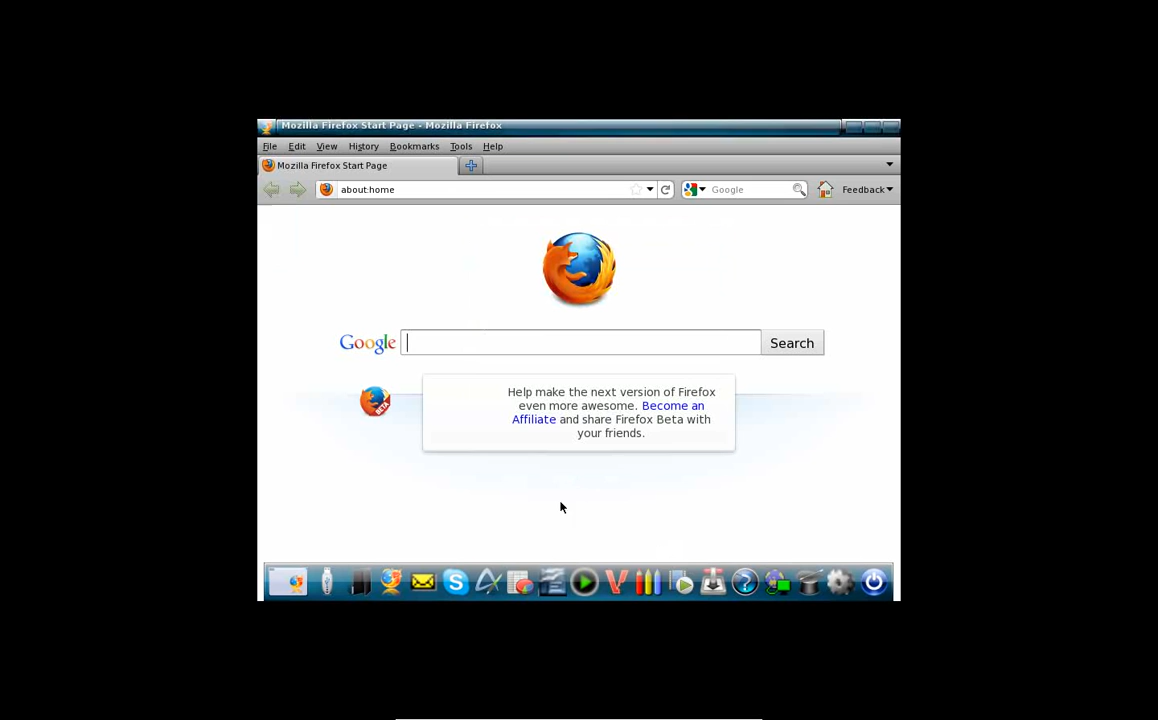 Mozilla Firefox Start Page - Mozilla Firefox
File Edit View History Bookmarks Tools Help
Mozilla Firefox Start Page
about:home Google Feedback
Google Search
Help make the next version of Firefox
even more awesome. Become an
Affiliate and share Firefox Beta with
your friends.
BETA